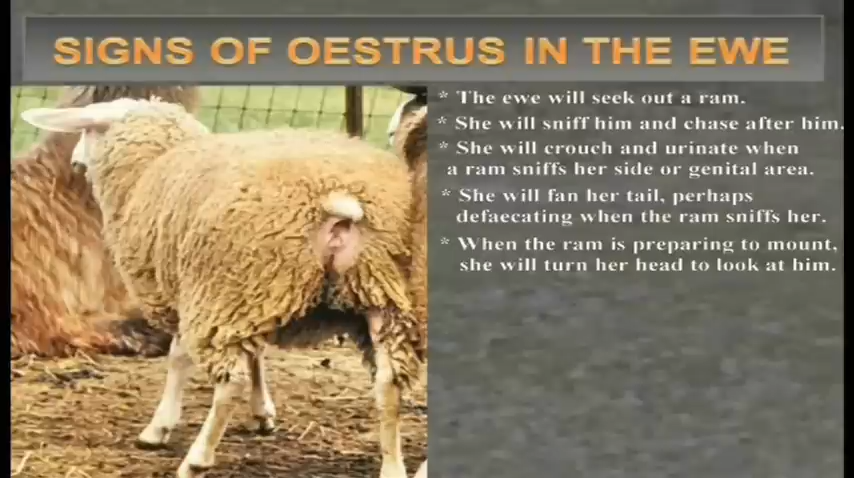 SIGNS OF OESTRUS IN THE EWE
* The ewe will seek out a ram.
* She will sniff him and chase after him.
* She will crouch and urinate when
a ram sniffs her side or genital area.
* She will fan her tail, perhaps
defaecating when the ram sniffs her.
* When the ram is preparing to mount,
she will turn her head to look at him.